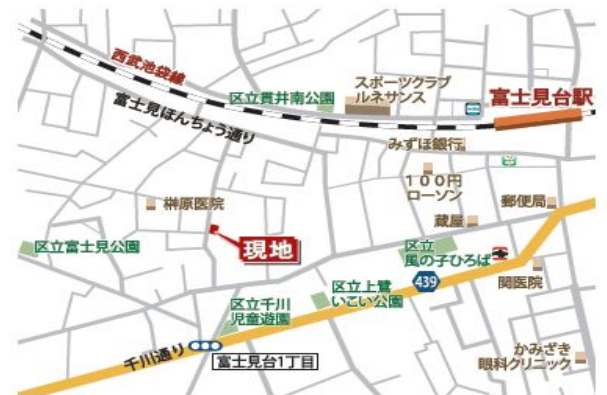 西武池袋線
富士見ほんちょう通り
区立貫井南公園
スポーツクラブ
ルネサンス
富士見台駅
みずほ銀行
100円
ローソン
郵便局
蔵屋
榊原医院
現地
区立富士見公園
区立
風の子ひろば
439
関医院
区立上鷺
いこい公園
区立千川
児童遊園
千川通り
富士見台1丁目
かみざき
眼科クリニック